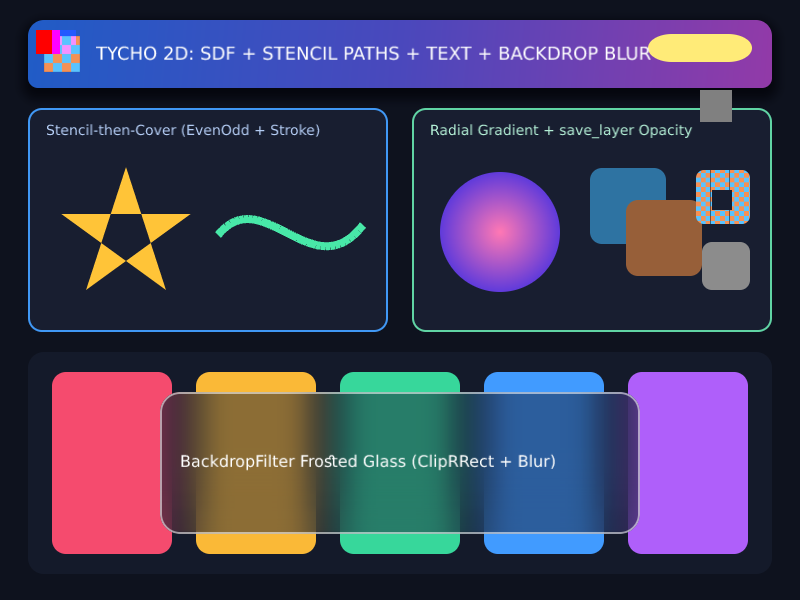 TYCHO 2D: SDF + STENCIL PATHS + TEXT + BACKDROP BLUR
Stencil-then-Cover (EvenOdd + Stroke)
Radial Gradient + save_layer Opacity
BackdropFilter Frosted Glass (ClipRRect + Blur)